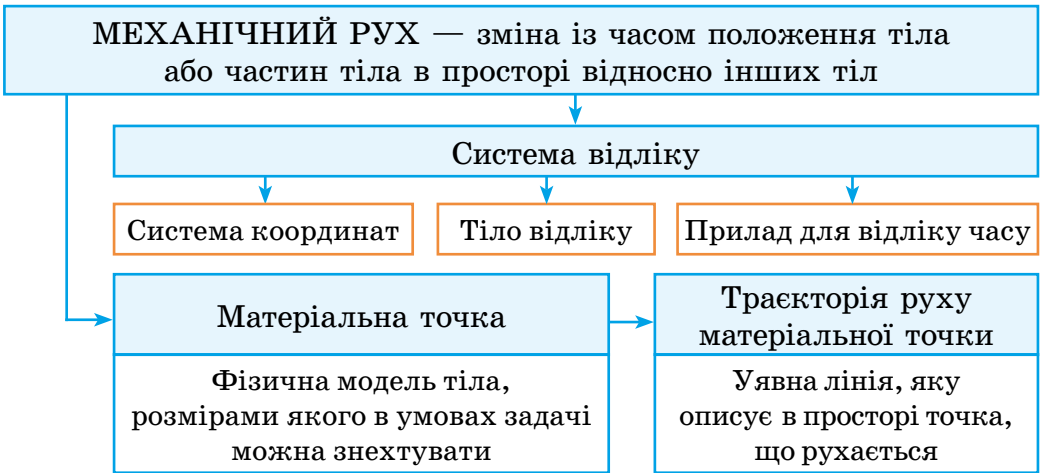 МЕХАНІЧНИЙ РУХ — зміна із часом положення тіла
або частин тіла в просторі відносно інших тіл
Система відліку
Система координат
Тіло відліку
Прилад для відліку часу
Матеріальна точка
Фізична модель тіла,
розмірами якого в умовах задачі
можна знехтувати
Траєкторія руху
матеріальної точки
Уявна лінія, яку
описує в просторі точка,
що рухається